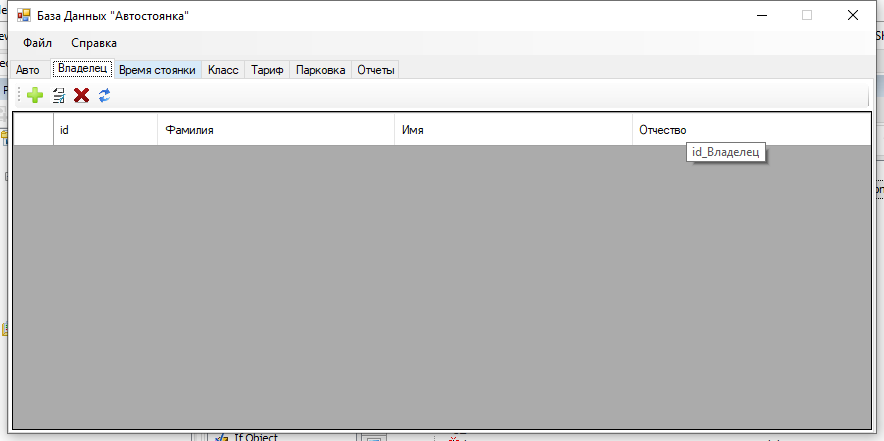 База Данных "Автостоянка"
Файл Справка
Авто Владелец Время стоянки Класс Тариф Парковка Отчеты
id Фамилия Имя Отчество
id_Владелец
If Object